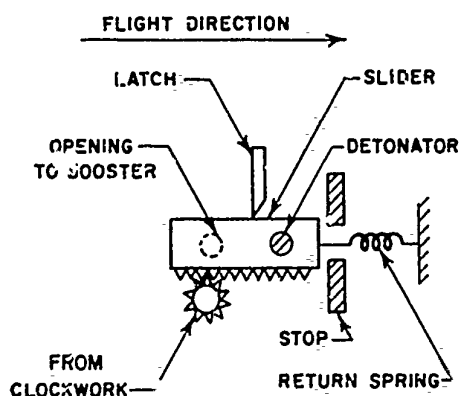 FLIGHT DIRECTION
LATCH
SLIDER
OPENING
TO BOOSTER
DETONATOR
STOP
FROM
CLOCKWORK
RETURN SPRING